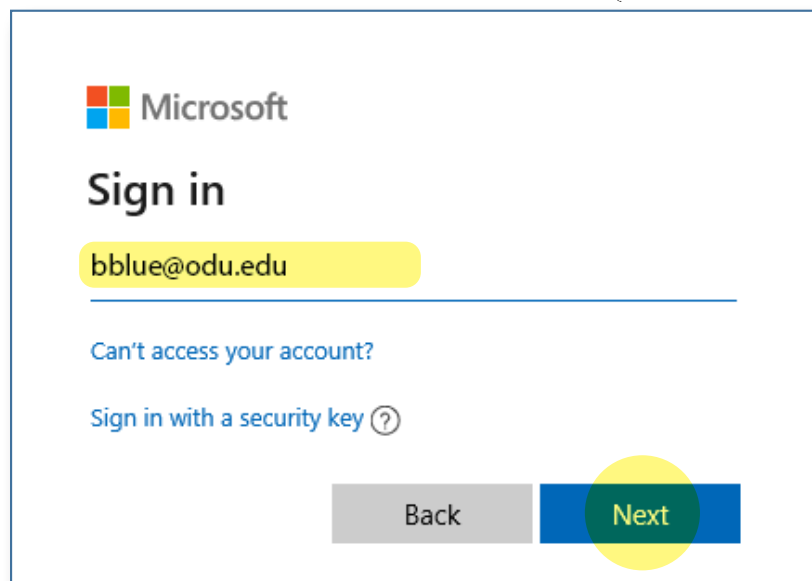 Microsoft
Sign in
bblue@odu.edu
Can't access your account?
Sign in with a security key ?
Back Next